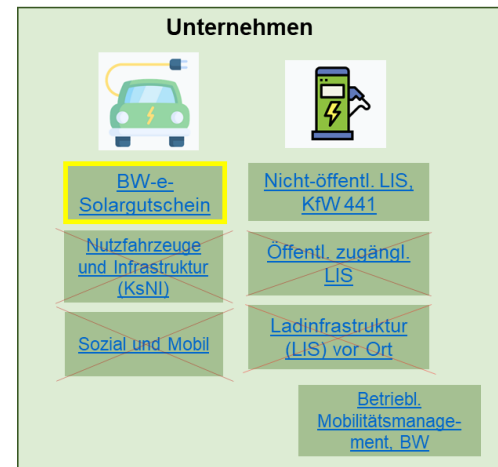 Unternehmen
BW-e-
Solargutschein
Nutzfahrzeuge
und Infrastruktur
(KsNI)
Sozial und Mobil
Nicht-öffentl. LIS,
KfW 441
Öffentl. zugängl.
LIS
Ladinfrastruktur
(LIS) vor Ort
Betriebl.
Mobilitätsmanage-
ment, BW